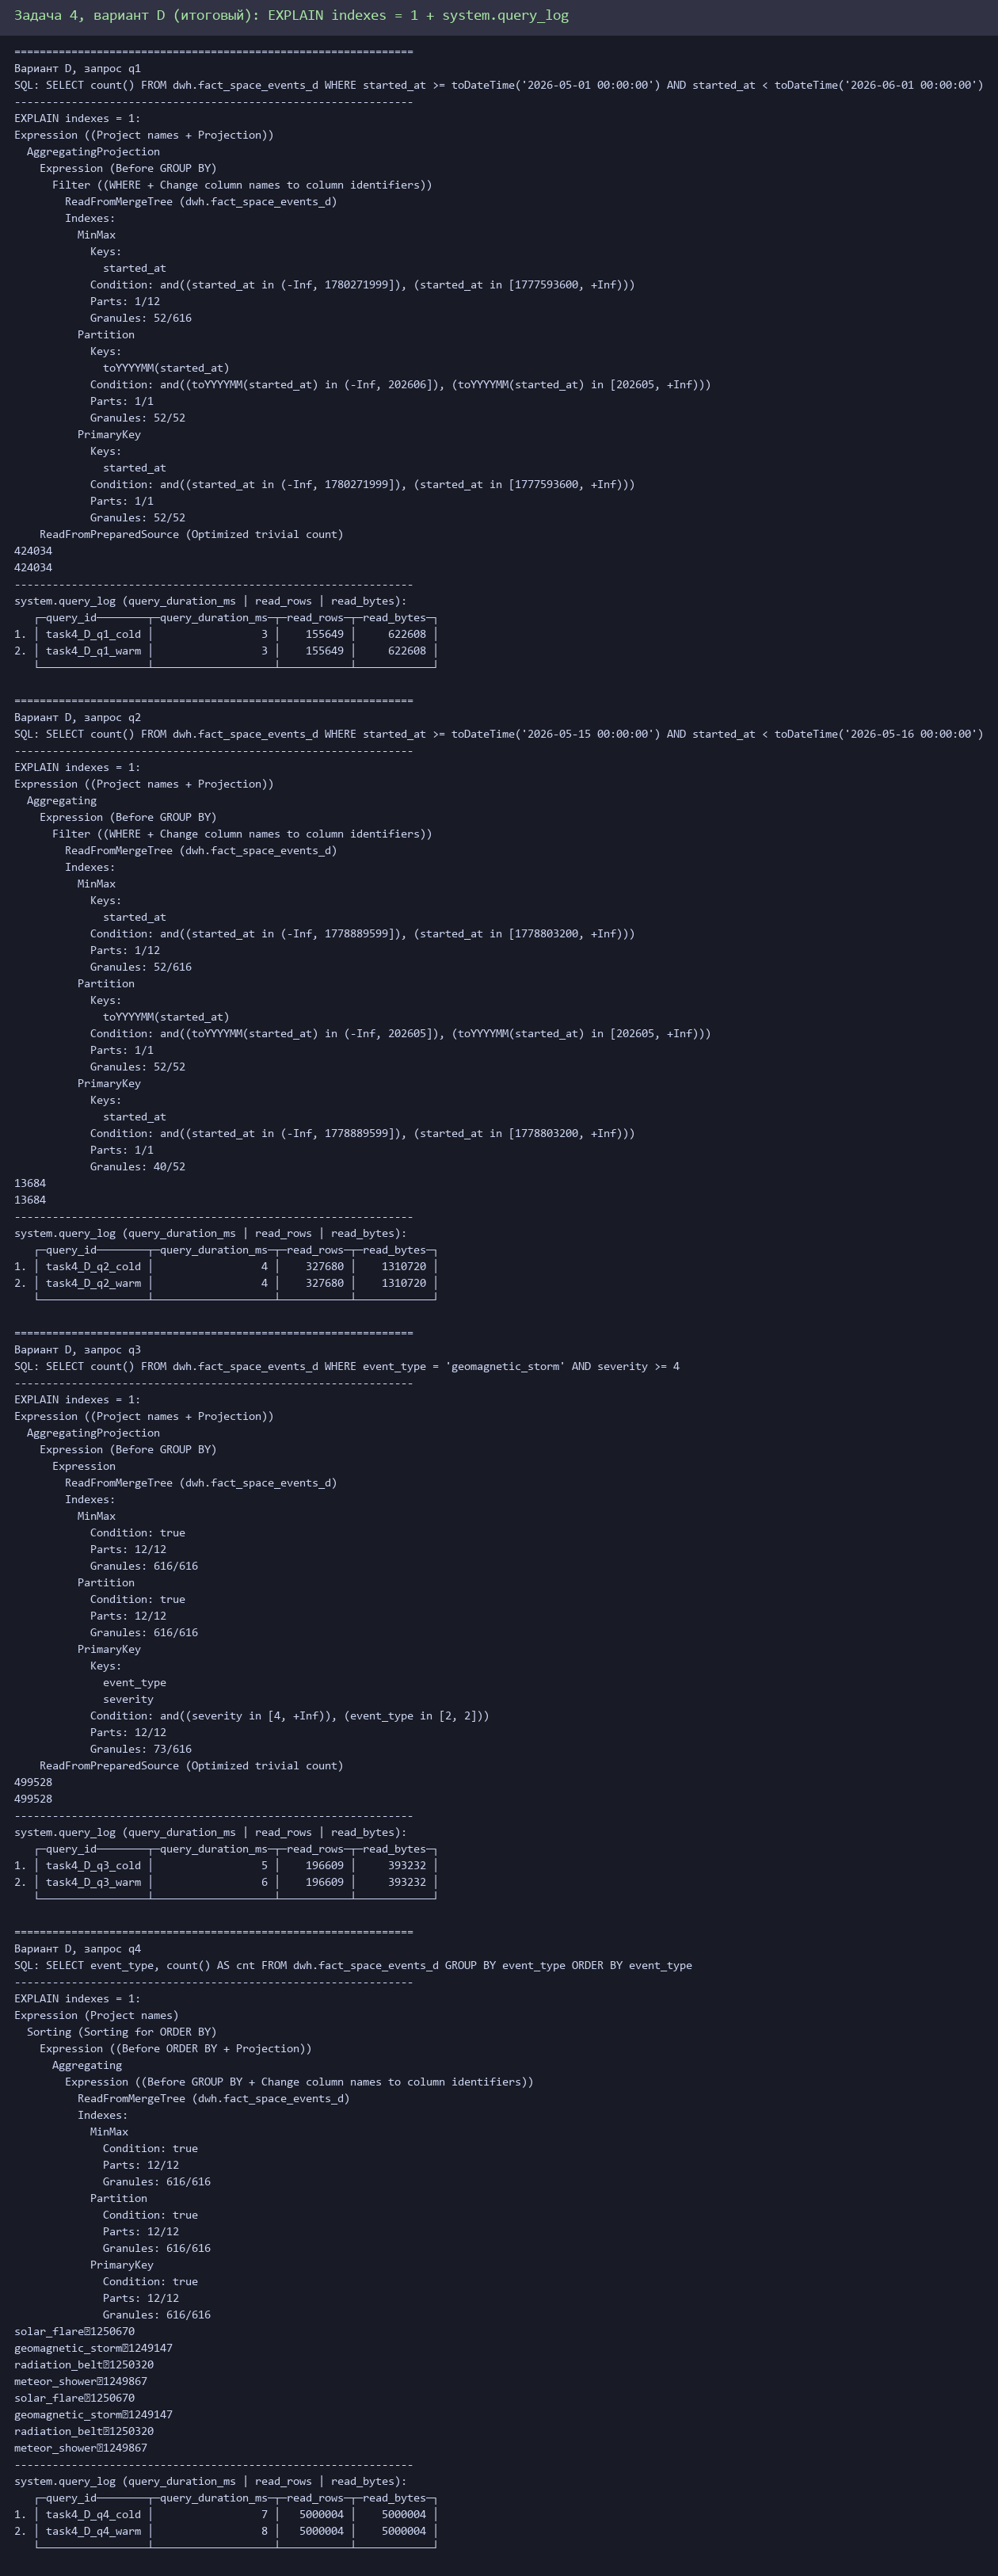 Задача 4, вариант D (итоговый): EXPLAIN indexes = 1 + system.query_log
===============================================================
Вариант D, запрос q1
SQL: SELECT count() FROM dwh.fact_space_events_d WHERE started_at >= toDateTime('2026-05-01 00:00:00') AND started_at < toDateTime('2026-06-01 00:00:00')
---------------------------------------------------------------
EXPLAIN indexes = 1:
Expression ((Project names + Projection))
  AggregatingProjection
    Expression (Before GROUP BY)
      Filter ((WHERE + Change column names to column identifiers))
        ReadFromMergeTree (dwh.fact_space_events_d)
        Indexes:
          MinMax
            Keys:
              started_at
            Condition: and((started_at in (-Inf, 1780271999]), (started_at in [1777593600, +Inf)))
            Parts: 1/12
            Granules: 52/616
          Partition
            Keys:
              toYYYYMM(started_at)
            Condition: and((toYYYYMM(started_at) in (-Inf, 202606]), (toYYYYMM(started_at) in [202605, +Inf)))
            Parts: 1/1
            Granules: 52/52
          PrimaryKey
            Keys:
              started_at
            Condition: and((started_at in (-Inf, 1780271999]), (started_at in [1777593600, +Inf)))
            Parts: 1/1
            Granules: 52/52
    ReadFromPreparedSource (Optimized trivial count)
424034
424034
---------------------------------------------------------------
system.query_log (query_duration_ms | read_rows | read_bytes):
   ┌─query_id────────┬─query_duration_ms─┬─read_rows─┬─read_bytes─┐
1. │ task4_D_q1_cold │                 3 │    155649 │     622608 │
2. │ task4_D_q1_warm │                 3 │    155649 │     622608 │
   └─────────────────┴───────────────────┴───────────┴────────────┘
===============================================================
Вариант D, запрос q2
SQL: SELECT count() FROM dwh.fact_space_events_d WHERE started_at >= toDateTime('2026-05-15 00:00:00') AND started_at < toDateTime('2026-05-16 00:00:00')
---------------------------------------------------------------
EXPLAIN indexes = 1:
Expression ((Project names + Projection))
  Aggregating
    Expression (Before GROUP BY)
      Filter ((WHERE + Change column names to column identifiers))
        ReadFromMergeTree (dwh.fact_space_events_d)
        Indexes:
          MinMax
            Keys:
              started_at
            Condition: and((started_at in (-Inf, 1778889599]), (started_at in [1778803200, +Inf)))
            Parts: 1/12
            Granules: 52/616
          Partition
            Keys:
              toYYYYMM(started_at)
            Condition: and((toYYYYMM(started_at) in (-Inf, 202605]), (toYYYYMM(started_at) in [202605, +Inf)))
            Parts: 1/1
            Granules: 52/52
          PrimaryKey
            Keys:
              started_at
            Condition: and((started_at in (-Inf, 1778889599]), (started_at in [1778803200, +Inf)))
            Parts: 1/1
            Granules: 40/52
13684
13684
---------------------------------------------------------------
system.query_log (query_duration_ms | read_rows | read_bytes):
   ┌─query_id────────┬─query_duration_ms─┬─read_rows─┬─read_bytes─┐
1. │ task4_D_q2_cold │                 4 │    327680 │    1310720 │
2. │ task4_D_q2_warm │                 4 │    327680 │    1310720 │
   └─────────────────┴───────────────────┴───────────┴────────────┘
===============================================================
Вариант D, запрос q3
SQL: SELECT count() FROM dwh.fact_space_events_d WHERE event_type = 'geomagnetic_storm' AND severity >= 4
---------------------------------------------------------------
EXPLAIN indexes = 1:
Expression ((Project names + Projection))
  AggregatingProjection
    Expression (Before GROUP BY)
      Expression
        ReadFromMergeTree (dwh.fact_space_events_d)
        Indexes:
          MinMax
            Condition: true
            Parts: 12/12
            Granules: 616/616
          Partition
            Condition: true
            Parts: 12/12
            Granules: 616/616
          PrimaryKey
            Keys:
              event_type
              severity
            Condition: and((severity in [4, +Inf)), (event_type in [2, 2]))
            Parts: 12/12
            Granules: 73/616
    ReadFromPreparedSource (Optimized trivial count)
499528
499528
---------------------------------------------------------------
system.query_log (query_duration_ms | read_rows | read_bytes):
   ┌─query_id────────┬─query_duration_ms─┬─read_rows─┬─read_bytes─┐
1. │ task4_D_q3_cold │                 5 │    196609 │     393232 │
2. │ task4_D_q3_warm │                 6 │    196609 │     393232 │
   └─────────────────┴───────────────────┴───────────┴────────────┘
===============================================================
Вариант D, запрос q4
SQL: SELECT event_type, count() AS cnt FROM dwh.fact_space_events_d GROUP BY event_type ORDER BY event_type
---------------------------------------------------------------
EXPLAIN indexes = 1:
Expression (Project names)
  Sorting (Sorting for ORDER BY)
    Expression ((Before ORDER BY + Projection))
      Aggregating
        Expression ((Before GROUP BY + Change column names to column identifiers))
          ReadFromMergeTree (dwh.fact_space_events_d)
          Indexes:
            MinMax
              Condition: true
              Parts: 12/12
              Granules: 616/616
            Partition
              Condition: true
              Parts: 12/12
              Granules: 616/616
            PrimaryKey
              Condition: true
              Parts: 12/12
              Granules: 616/616
solar_flare 1250670
geomagnetic_storm 1249147
radiation_belt 1250320
meteor_shower 1249867
solar_flare 1250670
geomagnetic_storm 1249147
radiation_belt 1250320
meteor_shower 1249867
---------------------------------------------------------------
system.query_log (query_duration_ms | read_rows | read_bytes):
   ┌─query_id────────┬─query_duration_ms─┬─read_rows─┬─read_bytes─┐
1. │ task4_D_q4_cold │                 7 │   5000004 │    5000004 │
2. │ task4_D_q4_warm │                 8 │   5000004 │    5000004 │
   └─────────────────┴───────────────────┴───────────┴────────────┘